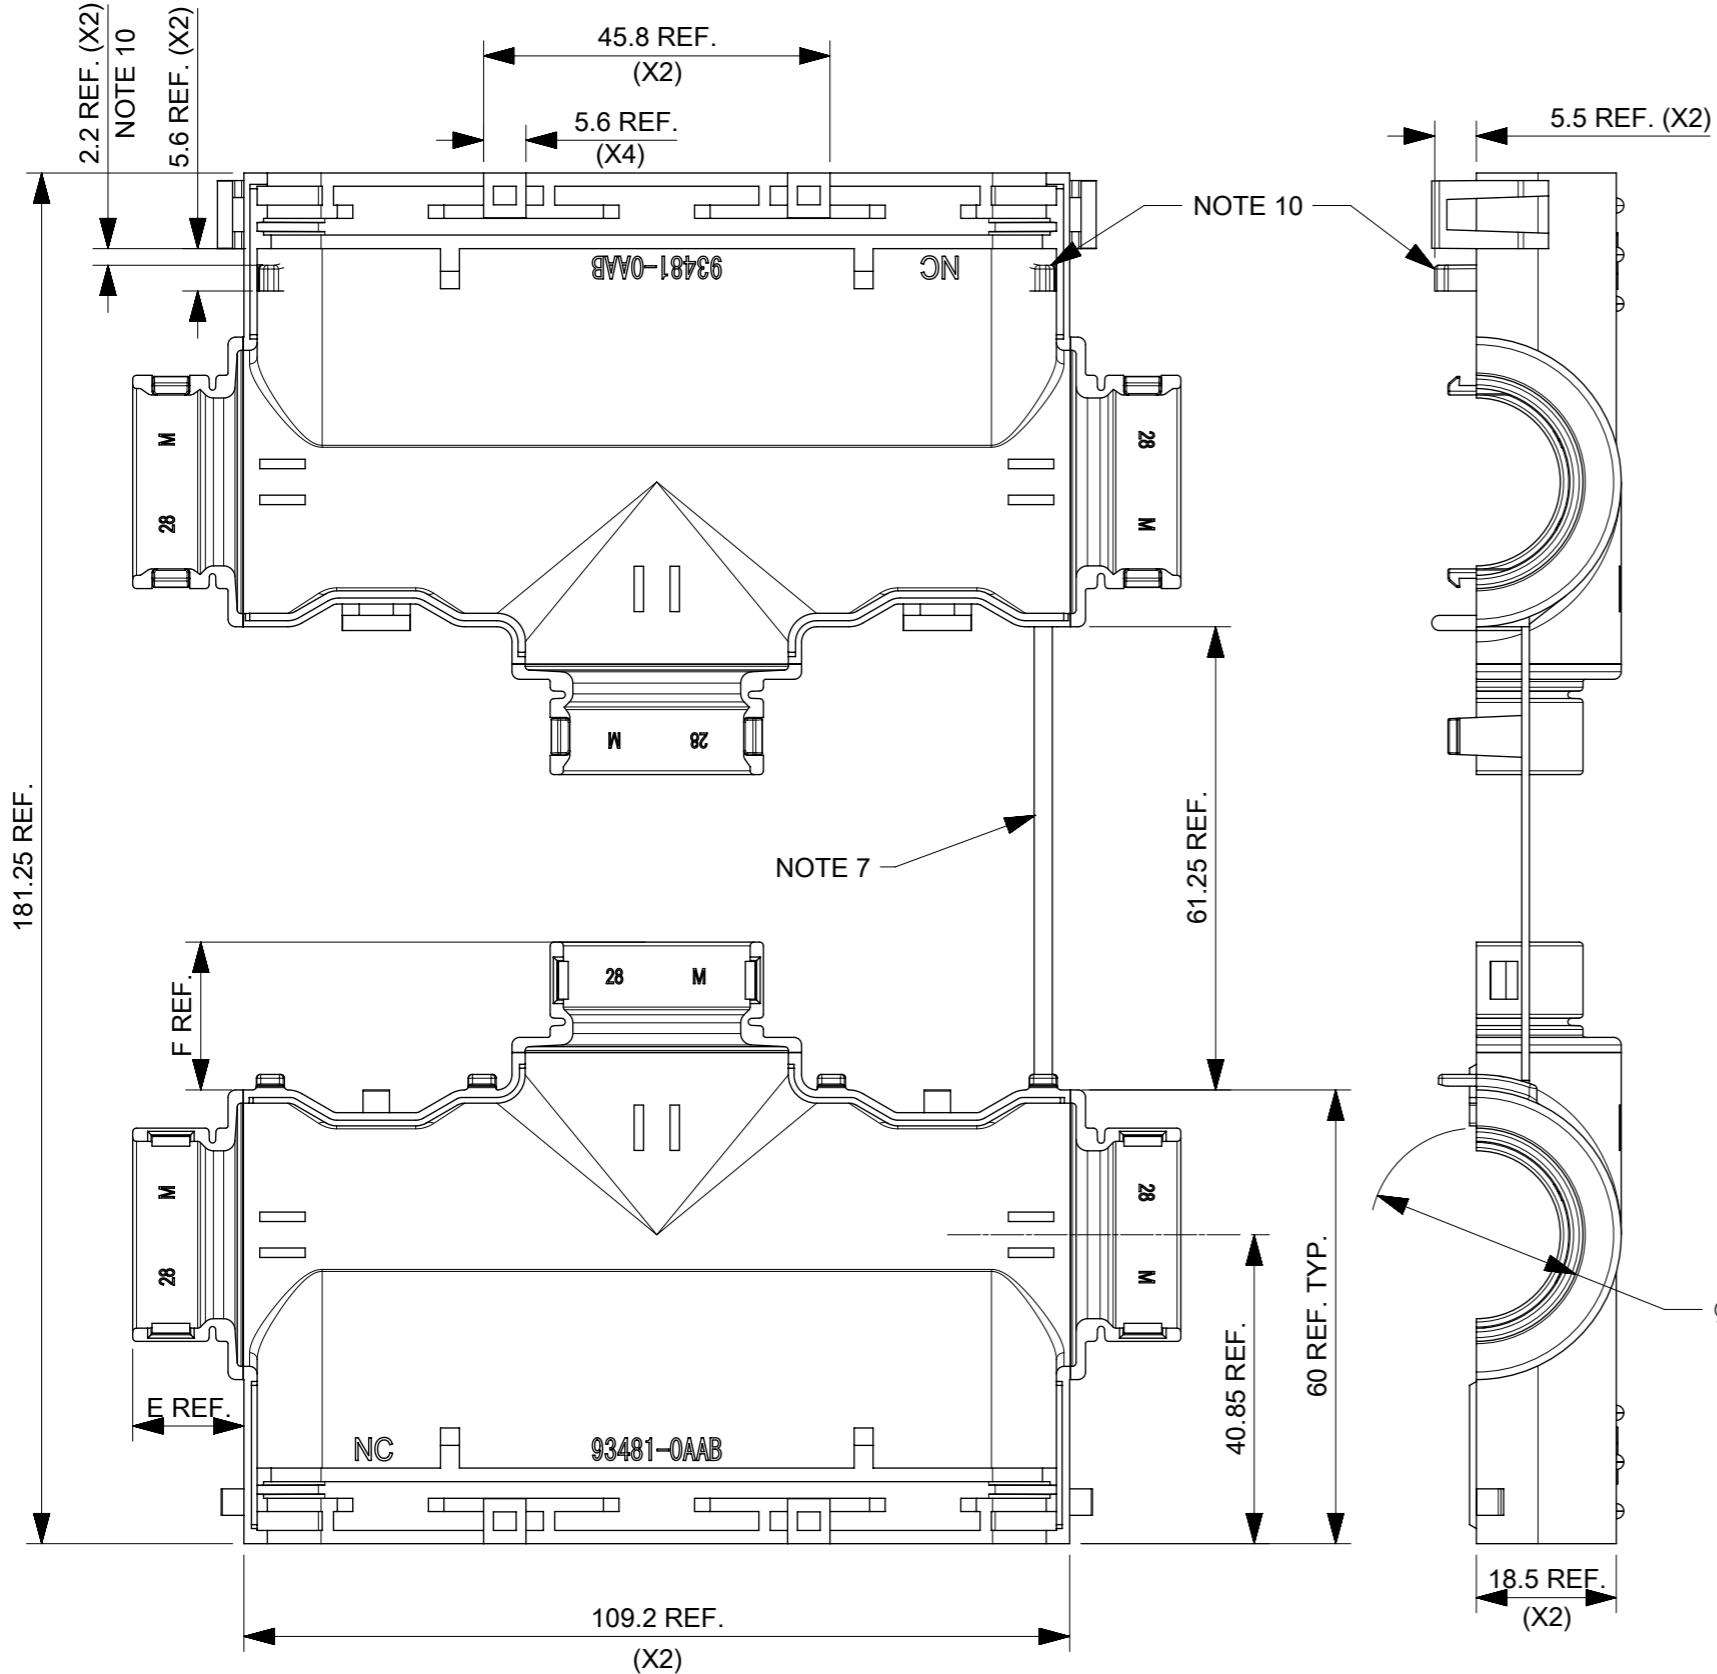 2.2 REF. (X2)
NOTE 10
5.6 REF. (X2)
45.8 REF.
(X2)
5.6 REF.
(X4)
5.5 REF. (X2)
NOTE 10
93481-0AAB
NC
M
28
28
M
M
28
181.25 REF.
NOTE 7
61.25 REF.
F REF.
28
M
M
28
28
M
E REF.
NC
93481-0AAB
40.85 REF.
60 REF. TYP.
109.2 REF.
(X2)
18.5 REF.
(X2)